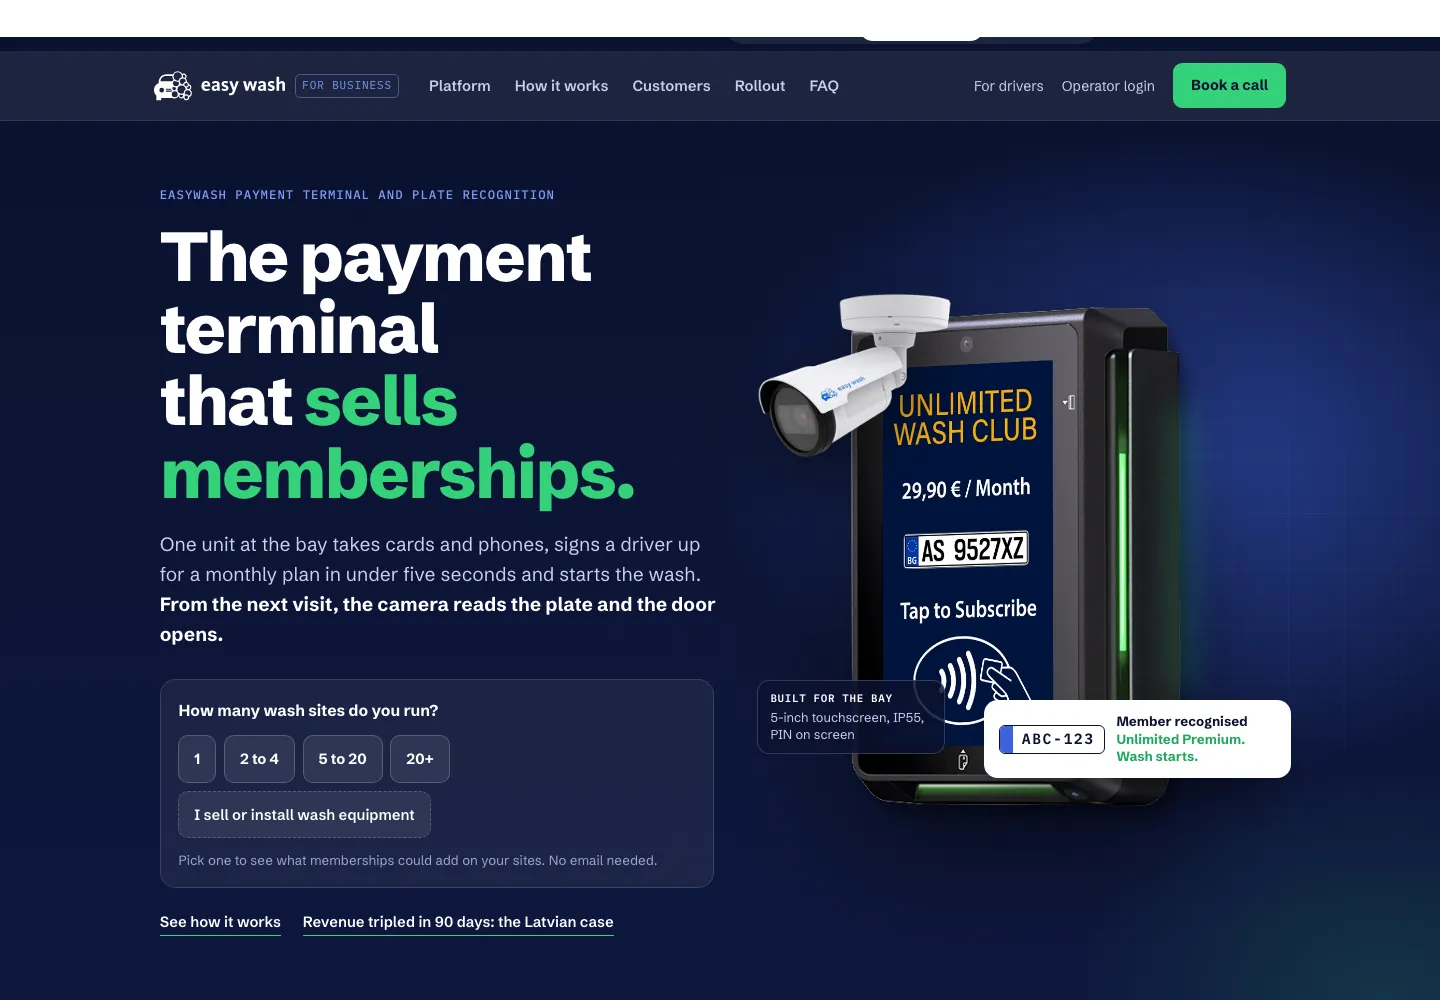 easy wash
FOR BUSINESS
Platform
How it works
Customers
Rollout
FAQ
For drivers
Operator login
Book a call
EASYWASH PAYMENT TERMINAL AND PLATE RECOGNITION
The payment
terminal
that sells
memberships.
One unit at the bay takes cards and phones, signs a driver up
for a monthly plan in under five seconds and starts the wash.
From the next visit, the camera reads the plate and the door
opens.
How many wash sites do you run?
1
2 to 4
5 to 20
20+
I sell or install wash equipment
Pick one to see what memberships could add on your sites. No email needed.
See how it works
Revenue tripled in 90 days: the Latvian case
easy wash
UNLIMITED
WASH CLUB
29,90 € / Month
BG
AS 9527XZ
Tap to Subscribe
BUILT FOR THE BAY
5-inch touchscreen, IP55,
PIN on screen
ABC-123
Member recognised
Unlimited Premium.
Wash starts.